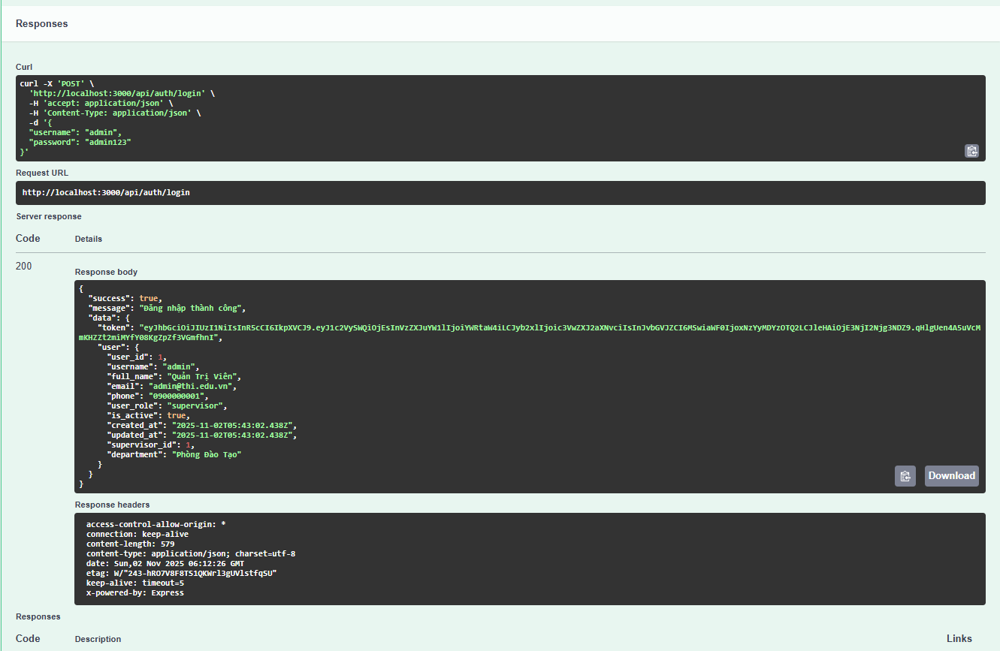 Responses
Curl
curl -X 'POST' \
'http://localhost:3000/api/auth/login' \
-H 'accept: application/json' \
-H 'Content-Type: application/json' \
-d '{
"username": "admin",
"password": "admin123"
}'
Request URL
http://localhost:3000/api/auth/login
Server response
Code Details
200
Response body
{
"success": true,
"message": "Đăng nhập thành công",
"data": {
"token":
"user": {
"user_id": 1,
"username": "admin",
"full_name": "Quản Trị Viên",
"email": "admin@thi.edu.vn",
"phone": "0900000001",
"user_role": "supervisor",
"is_active": true,
"created_at": "2025-11-02T05:43:02.438Z",
"updated_at": "2025-11-02T05:43:02.438Z",
"supervisor_id": 1,
"department": "Phòng Đào Tạo"
}
}
}
Download
Response headers
access-control-allow-origin: *
connection: keep-alive
content-length: 579
content-type: application/json; charset=utf-8
date: Sun,02 Nov 2025 06:12:26 GMT
etag:
keep-alive: timeout=5
x-powered-by: Express
Responses
Code Description Links